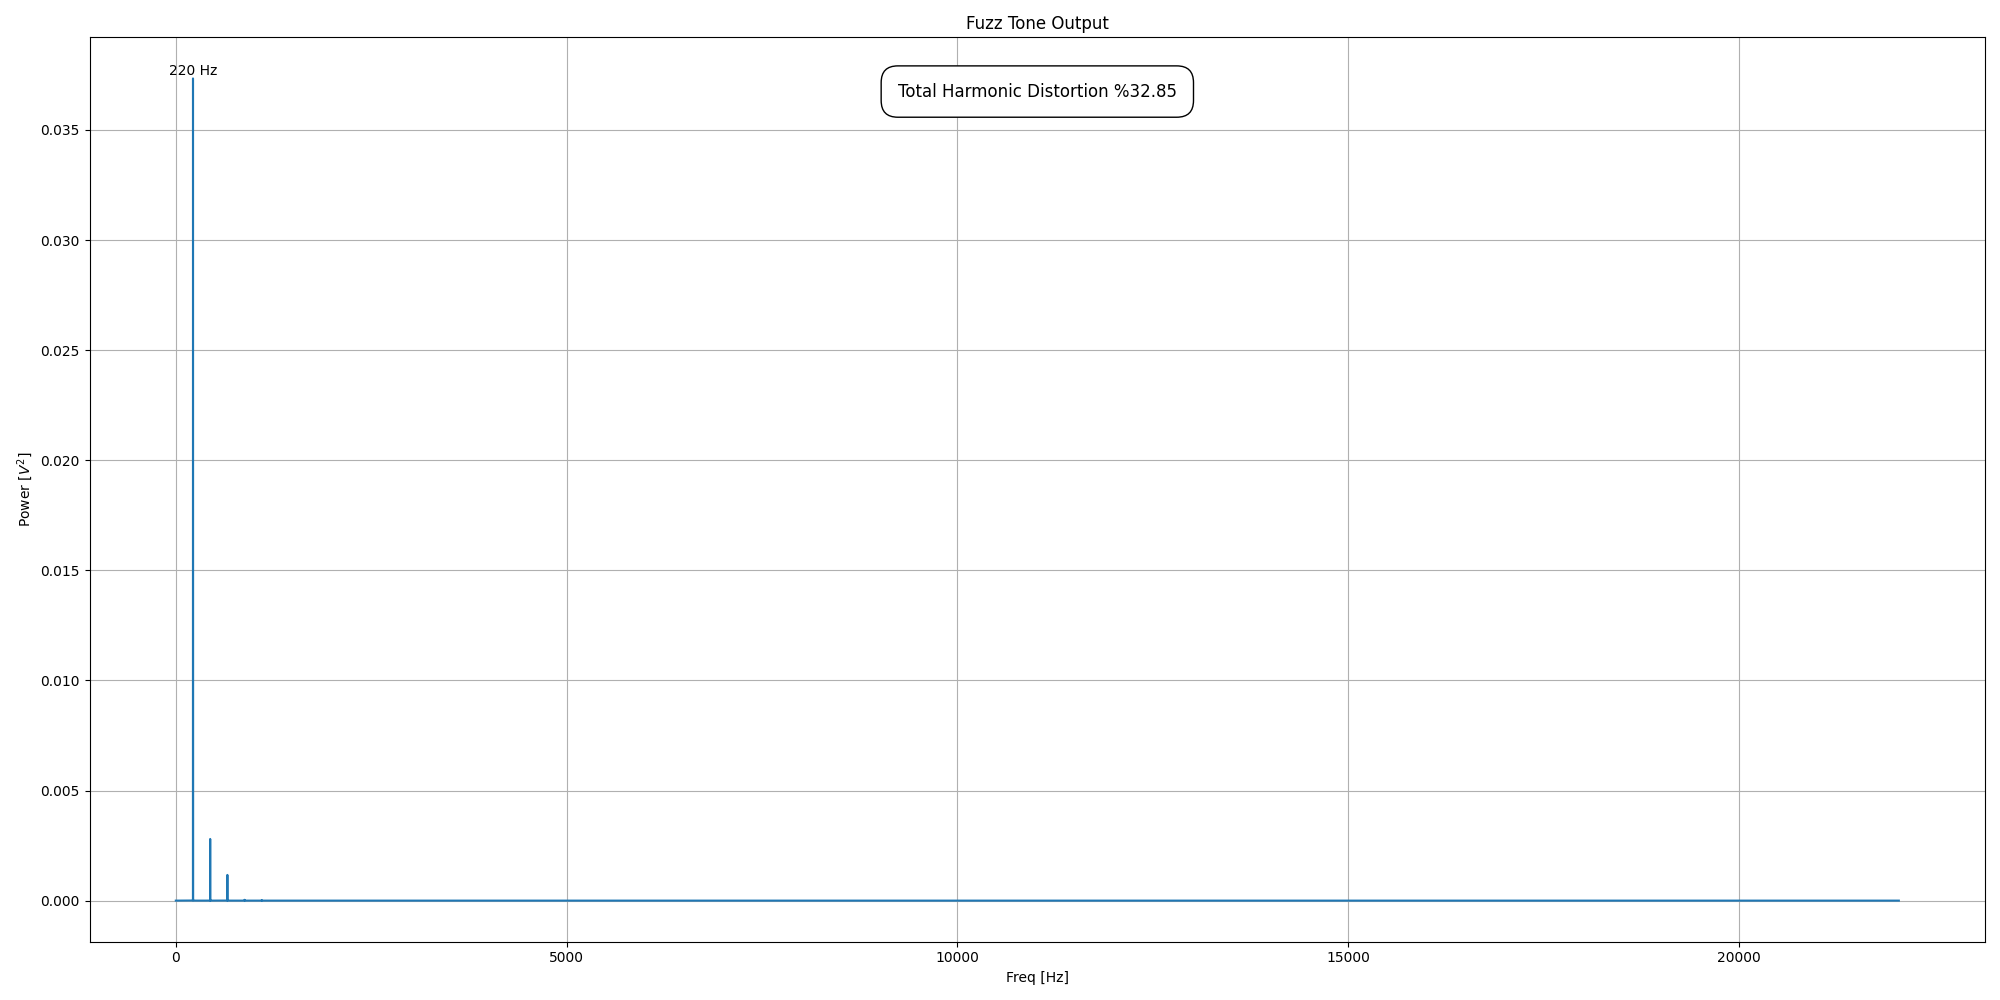 Fuzz Tone Output
220 Hz
Total Harmonic Distortion %32.85
0.035
0.030
0.025
0.020
0.015
0.010
0.005
0.000
Power [V²]
0 5000 10000 15000 20000
Freq [Hz]